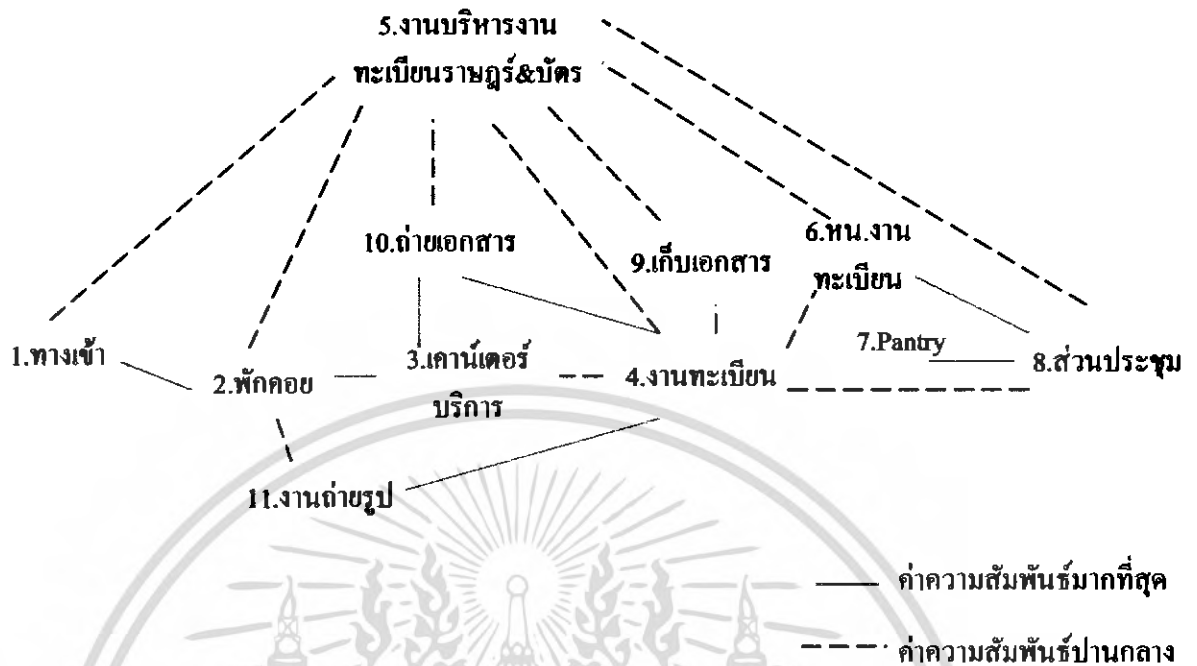 5.งานบริหารงาน
ทะเบียนราษฎร์&บัตร
10.ถ่ายเอกสาร
9.เก็บเอกสาร
6.หน.งาน
ทะเบียน
1.ทางเข้า
2.พักคอย
3.เคาน์เตอร์
บริการ
4.งานทะเบียน
7.Pantry
8.ส่วนประชุม
11.งานถ่ายรูป
ค่าความสัมพันธ์มากที่สุด
ค่าความสัมพันธ์ปานกลาง